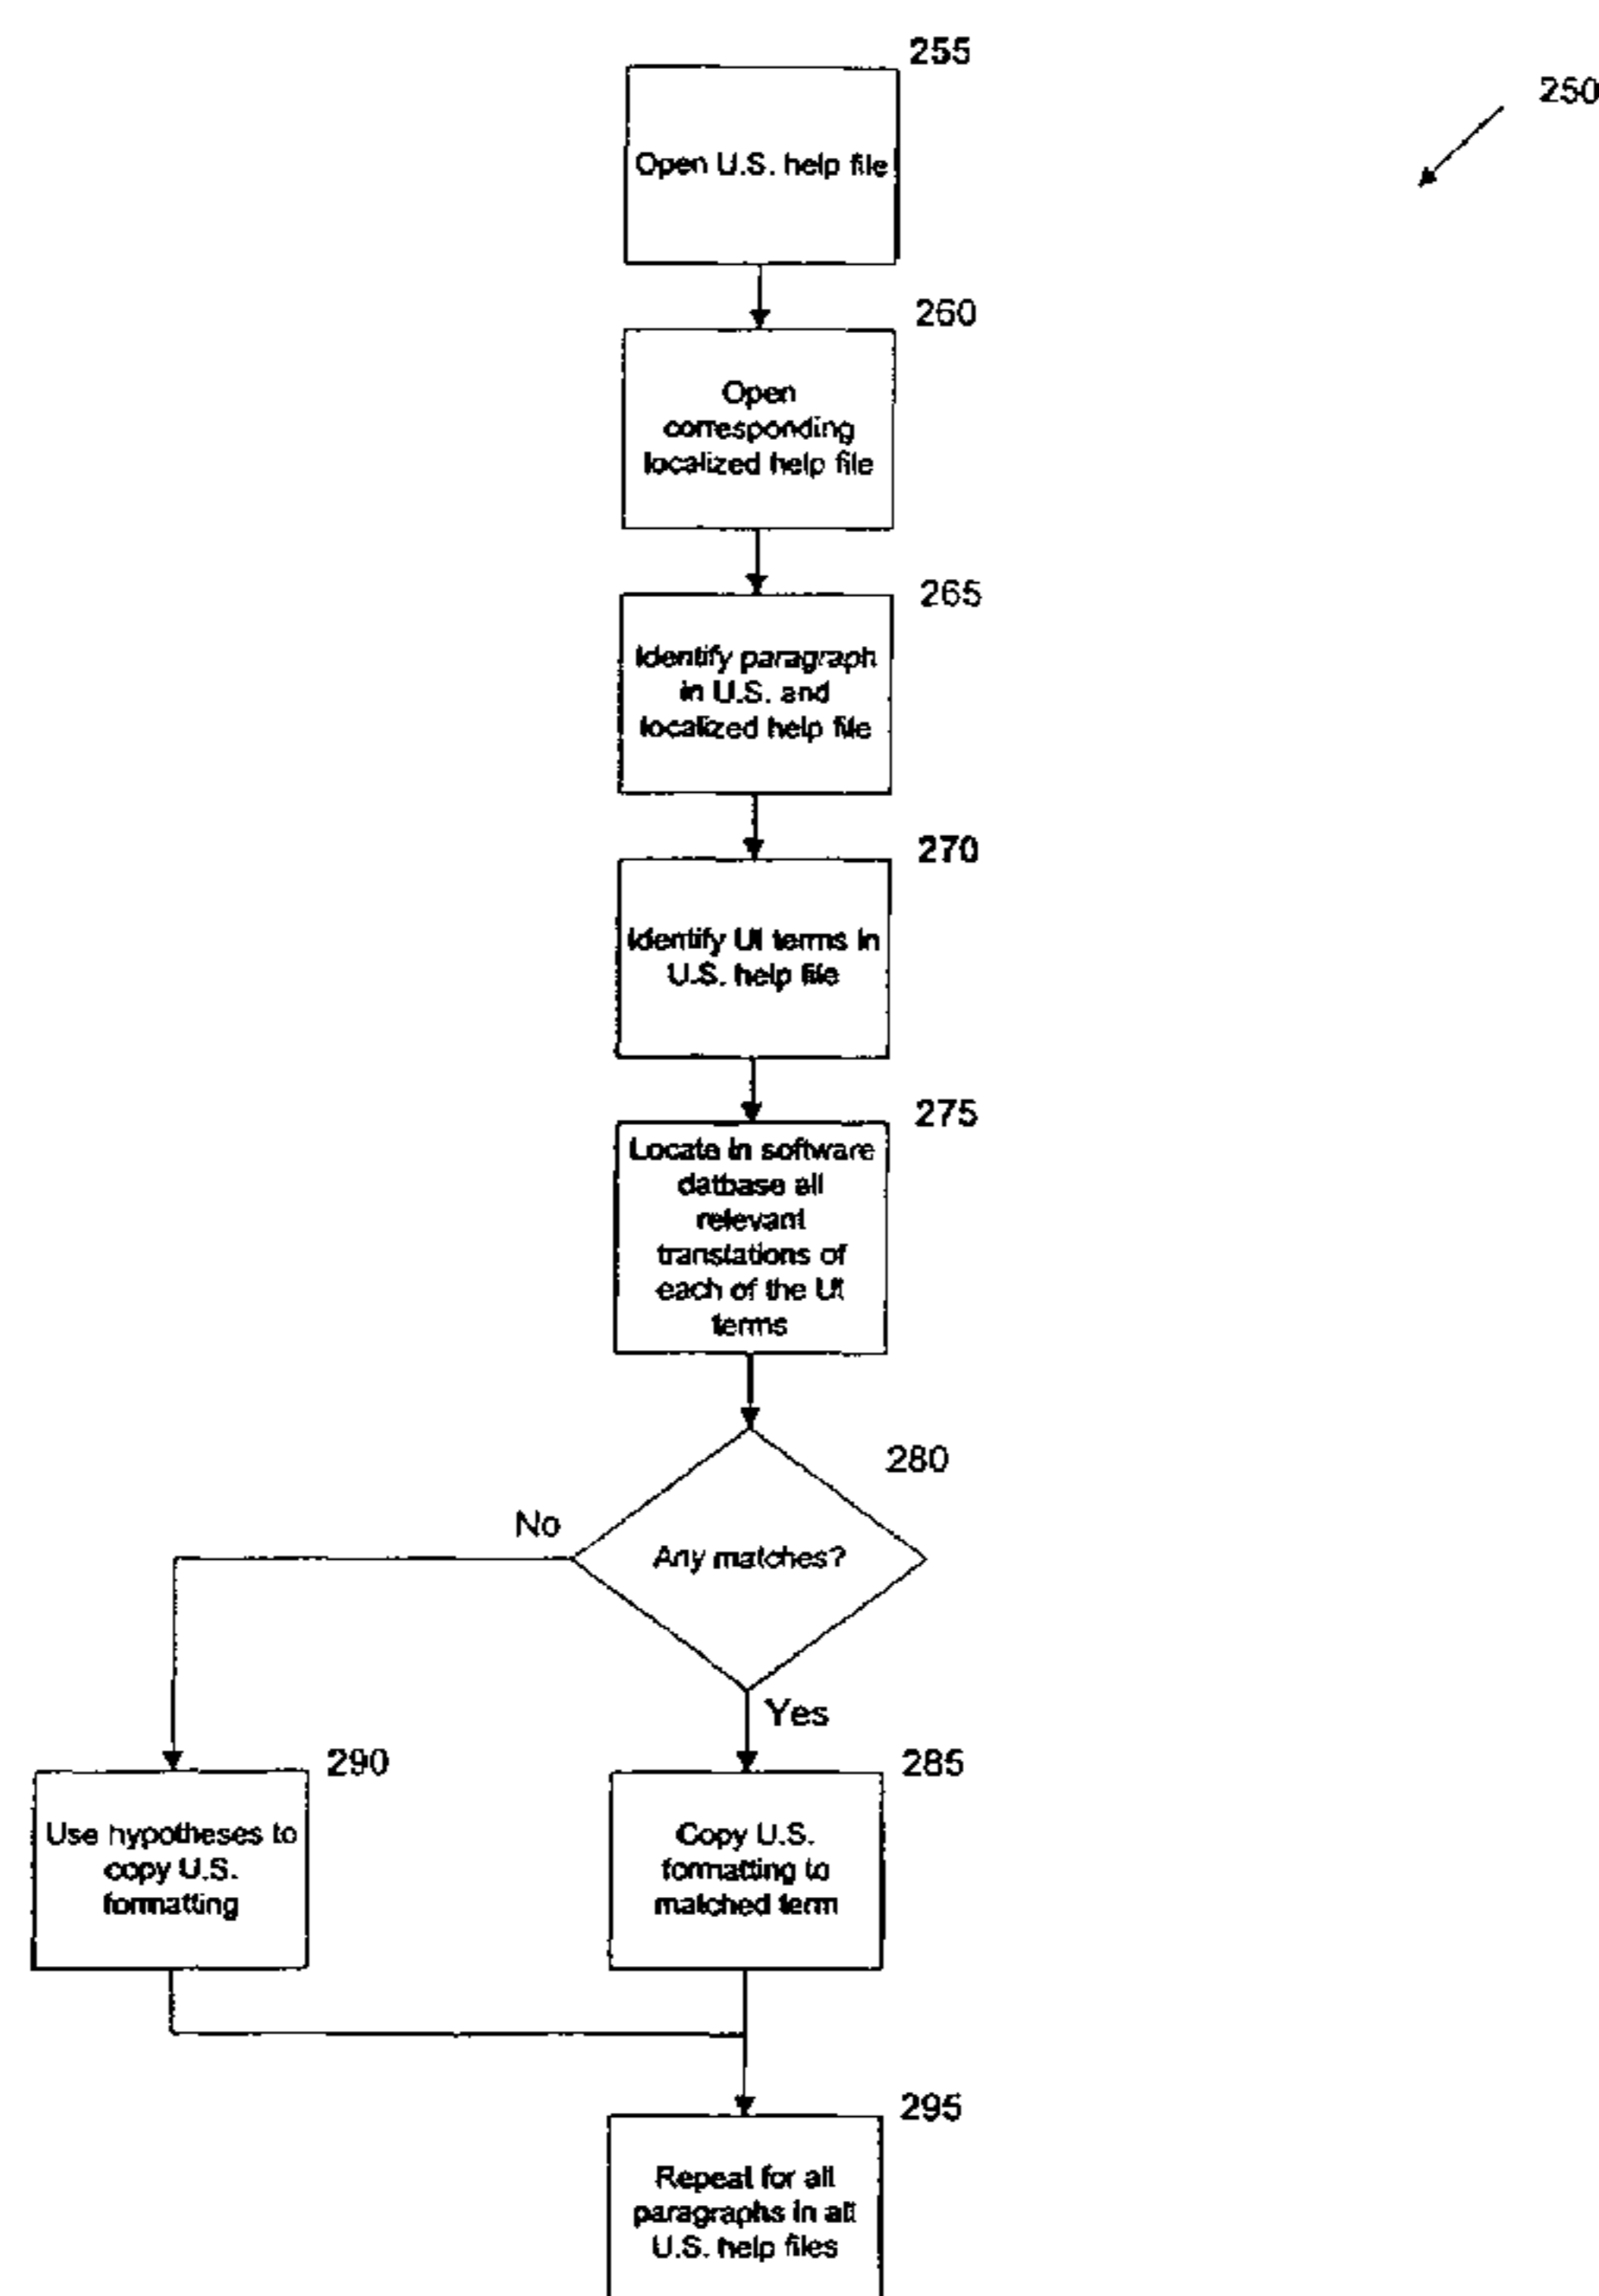 255
250
Open U.S. help file
260
Open
corresponding
localized help file
265
Identify paragraph
in U.S. and
localized help file
270
Identify UI terms in
U.S. help file
275
Locate in software
datbase all
relevant
translations of
each of the UI
terms
280
No
Any matches?
Yes
290
285
Use hypotheses to
copy U.S.
formatting
Copy U.S.
formatting to
matched term
295
Repeat for all
paragraphs in all
U.S. help files